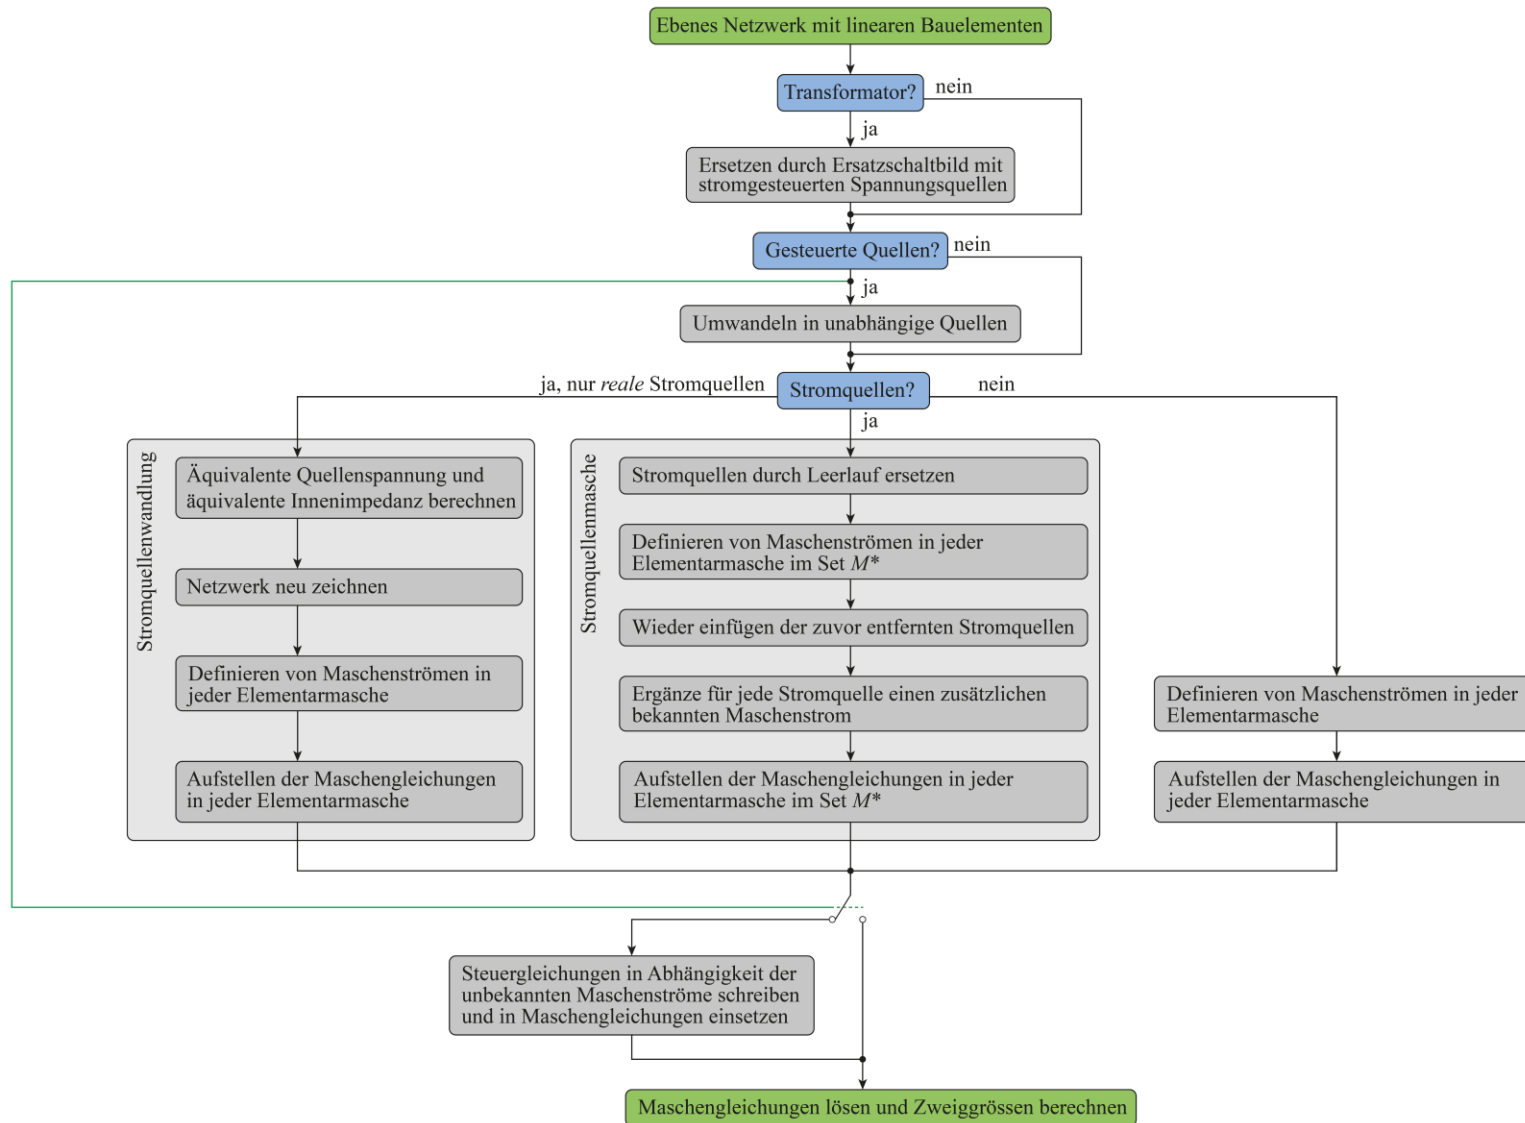 Ebenes Netzwerk mit linearen Bauelementen
Transformator?
nein
ja
Ersetzen durch Ersatzschaltbild mit
stromgesteuerten Spannungsquellen
Gesteuerte Quellen?
nein
ja
Umwandeln in unabhängige Quellen
ja, nur reale Stromquellen
Stromquellen?
nein
ja
Stromquellenwandlung
Äquivalente Quellenspannung und
äquivalente Innenimpedanz berechnen
Netzwerk neu zeichnen
Definieren von Maschenströmen in
jeder Elementarmasche
Aufstellen der Maschengleichungen
in jeder Elementarmasche
Stromquellenmasche
Stromquellen durch Leerlauf ersetzen
Definieren von Maschenströmen in jeder
Elementarmasche im Set M*
Wieder einfügen der zuvor entfernten Stromquellen
Ergänze für jede Stromquelle einen zusätzlichen
bekannten Maschenstrom
Aufstellen der Maschengleichungen in jeder
Elementarmasche im Set M*
Definieren von Maschenströmen in jeder
Elementarmasche
Aufstellen der Maschengleichungen in
jeder Elementarmasche
Steuergleichungen in Abhängigkeit der
unbekannten Maschenströme schreiben
und in Maschengleichungen einsetzen
Maschengleichungen lösen und Zweiggrössen berechnen